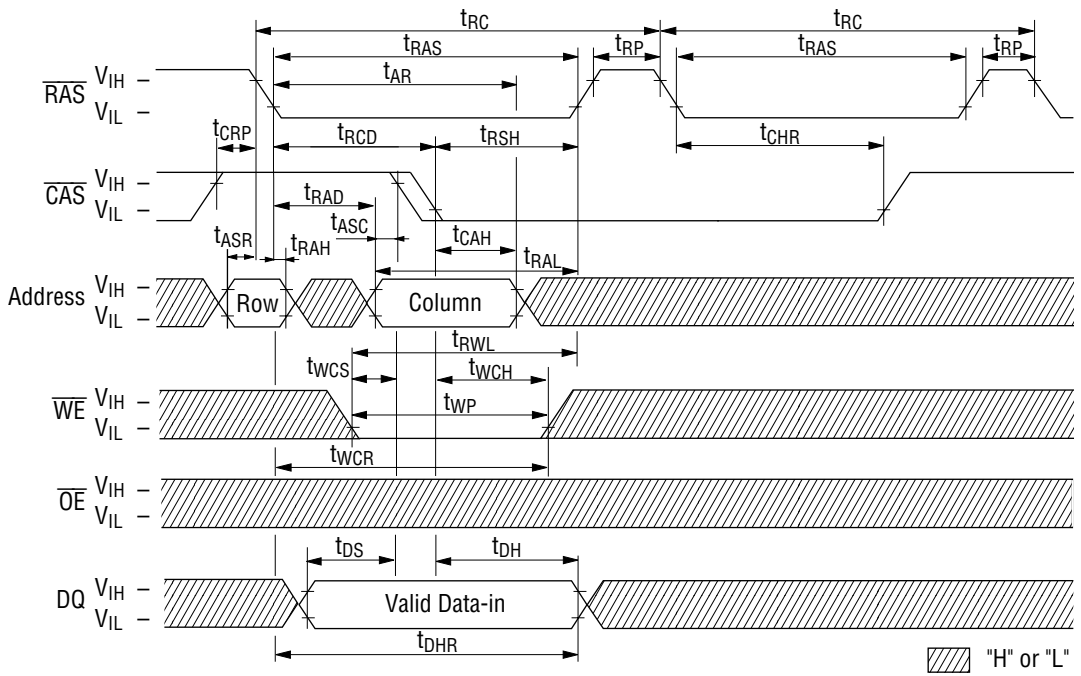 tRC tRC
tRAS tRP tRAS tRP
tAR
RAS VIH
VIL
tCRP tRCD tRSH tCHR
CAS VIH
VIL
tRAD
tASC tCAH
tASR tRAH tRAL
Address VIH
VIL
Row Column
tRWL
tWCS tWCH
WE VIH
VIL
tWP
tWCR
OE VIH
VIL
tDS tDH
DQ VIH
VIL
Valid Data-in
tDHR
"H" or "L"